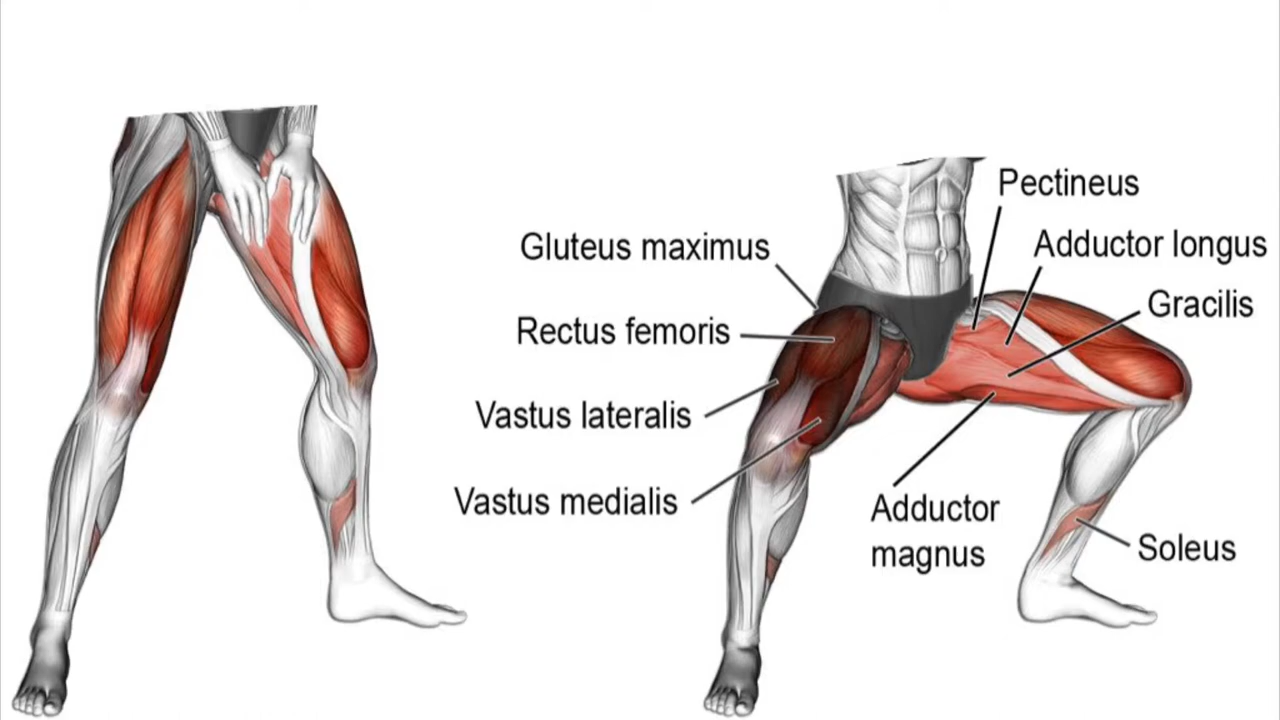 Pectineus
Adductor longus
Gluteus maximus
Gracilis
Rectus femoris
Vastus lateralis
Vastus medialis
Adductor
magnus
Soleus